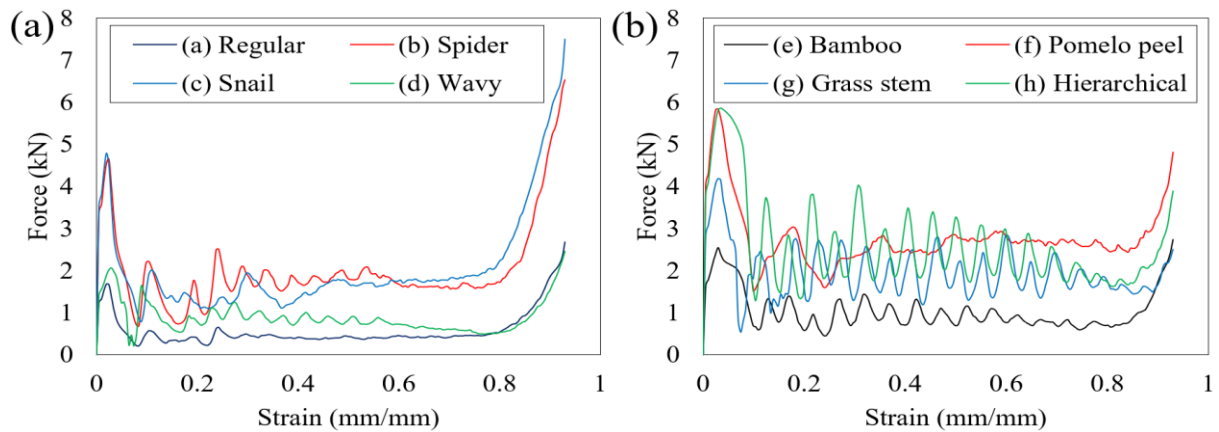 (a)
8
7
6
5
4
3
2
1
0
Force (kN)
(a) Regular
(b) Spider
(c) Snail
(d) Wavy
0
0.2
0.4
0.6
0.8
1
Strain (mm/mm)
(b)
8
7
6
5
4
3
2
1
0
Force (kN)
(e) Bamboo
(f) Pomelo peel
(g) Grass stem
(h) Hierarchical
0
0.2
0.4
0.6
0.8
1
Strain (mm/mm)